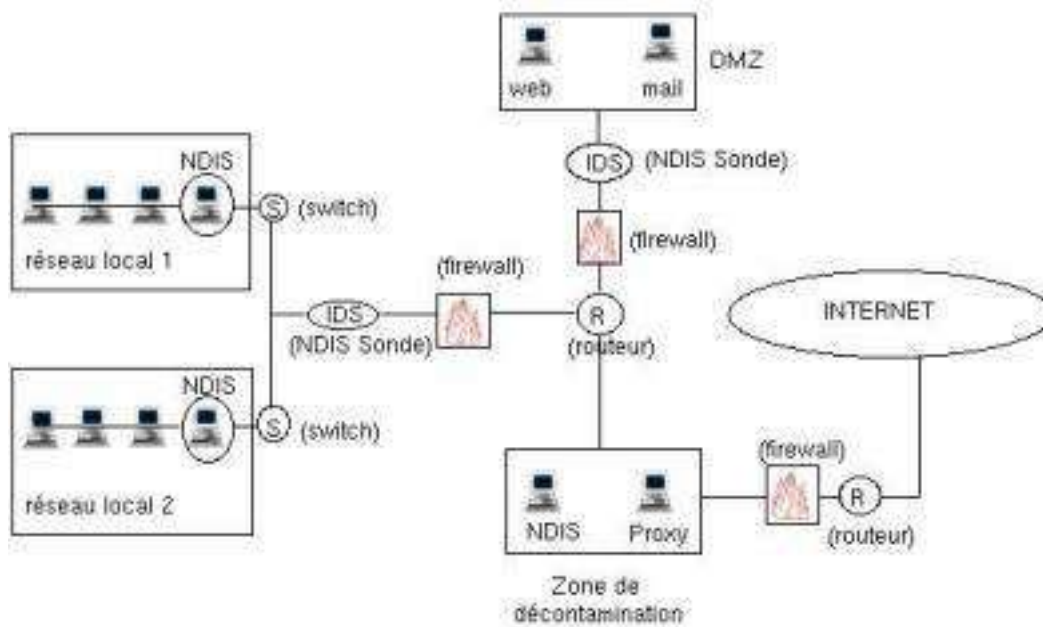 web
mail
DMZ
IDS
(NDIS Sonde)
(firewall)
NDIS
S
(switch)
réseau local 1
(firewall)
IDS
(NDIS Sonde)
R
(routeur)
INTERNET
NDIS
S
(switch)
réseau local 2
NDIS
Proxy
Zone de
décontamination
(firewall)
R
(routeur)